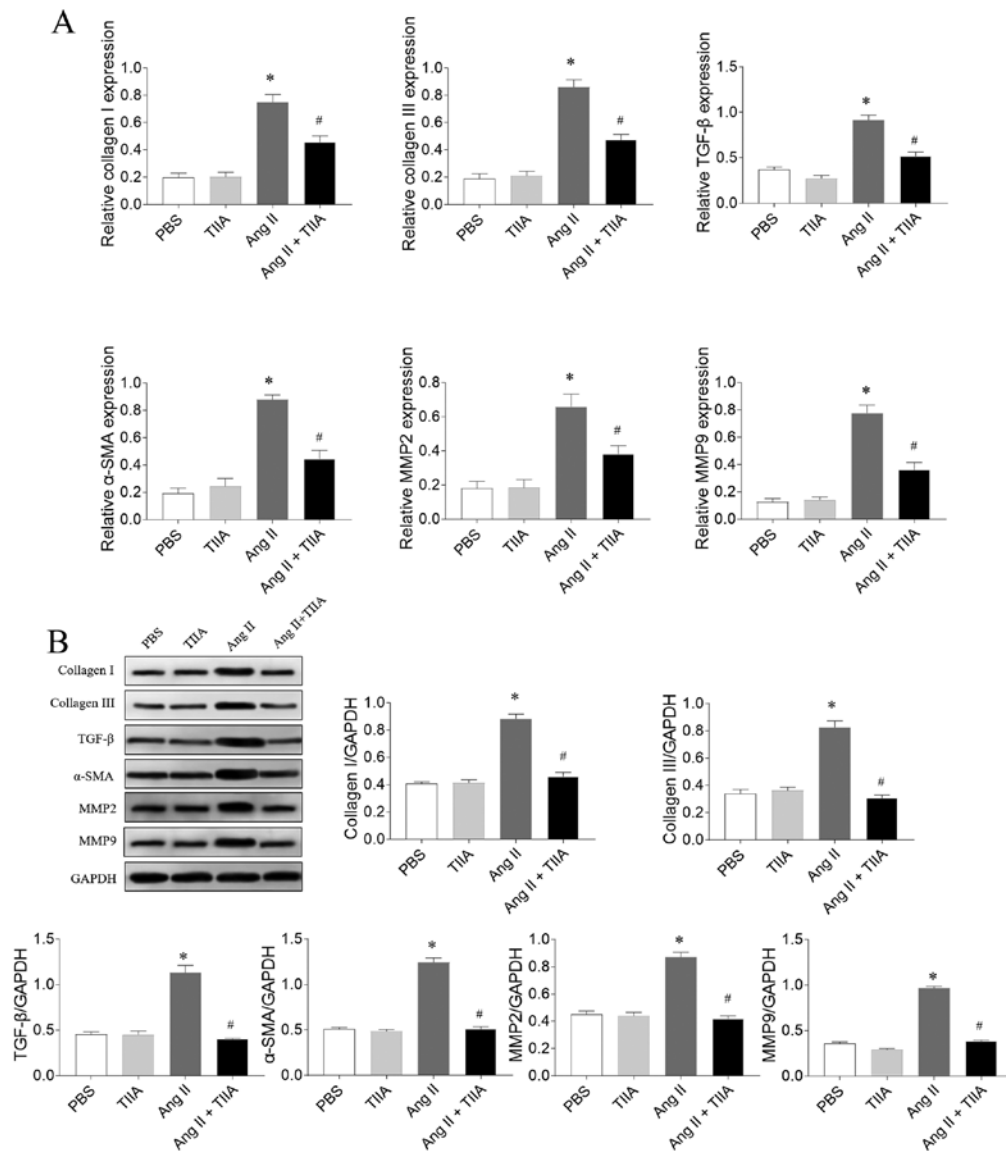 A
Relative collagen I expression
1.0
0.8
0.6
0.4
0.2
0.0
*
#
PBS
TIIA
Ang II
Ang II + TIIA
Relative collagen III expression
1.0
0.8
0.6
0.4
0.2
0.0
*
#
PBS
TIIA
Ang II
Ang II + TIIA
Relative TGF-β expression
1.5
1.0
0.5
0.0
*
#
PBS
TIIA
Ang II
Ang II + TIIA
Relative α-SMA expression
1.0
0.8
0.6
0.4
0.2
0.0
*
#
PBS
TIIA
Ang II
Ang II + TIIA
Relative MMP2 expression
0.8
0.6
0.4
0.2
0.0
*
#
PBS
TIIA
Ang II
Ang II + TIIA
Relative MMP9 expression
1.0
0.8
0.6
0.4
0.2
0.0
*
#
PBS
TIIA
Ang II
Ang II + TIIA
B
PBS
TIIA
Ang II
Ang II+TIIA
Collagen I
Collagen III
TGF-β
α-SMA
MMP2
MMP9
GAPDH
Collagen I/GAPDH
1.0
0.8
0.6
0.4
0.2
0.0
*
#
PBS
TIIA
Ang II
Ang II + TIIA
Collagen III/GAPDH
1.0
0.8
0.6
0.4
0.2
0.0
*
#
PBS
TIIA
Ang II
Ang II + TIIA
TGF-β/GAPDH
1.5
1.0
0.5
0.0
*
#
PBS
TIIA
Ang II
Ang II + TIIA
α-SMA/GAPDH
1.5
1.0
0.5
0.0
*
#
PBS
TIIA
Ang II
Ang II + TIIA
MMP2/GAPDH
1.0
0.8
0.6
0.4
0.2
0.0
*
#
PBS
TIIA
Ang II
Ang II + TIIA
MMP9/GAPDH
1.5
1.0
0.5
0.0
*
#
PBS
TIIA
Ang II
Ang II + TIIA